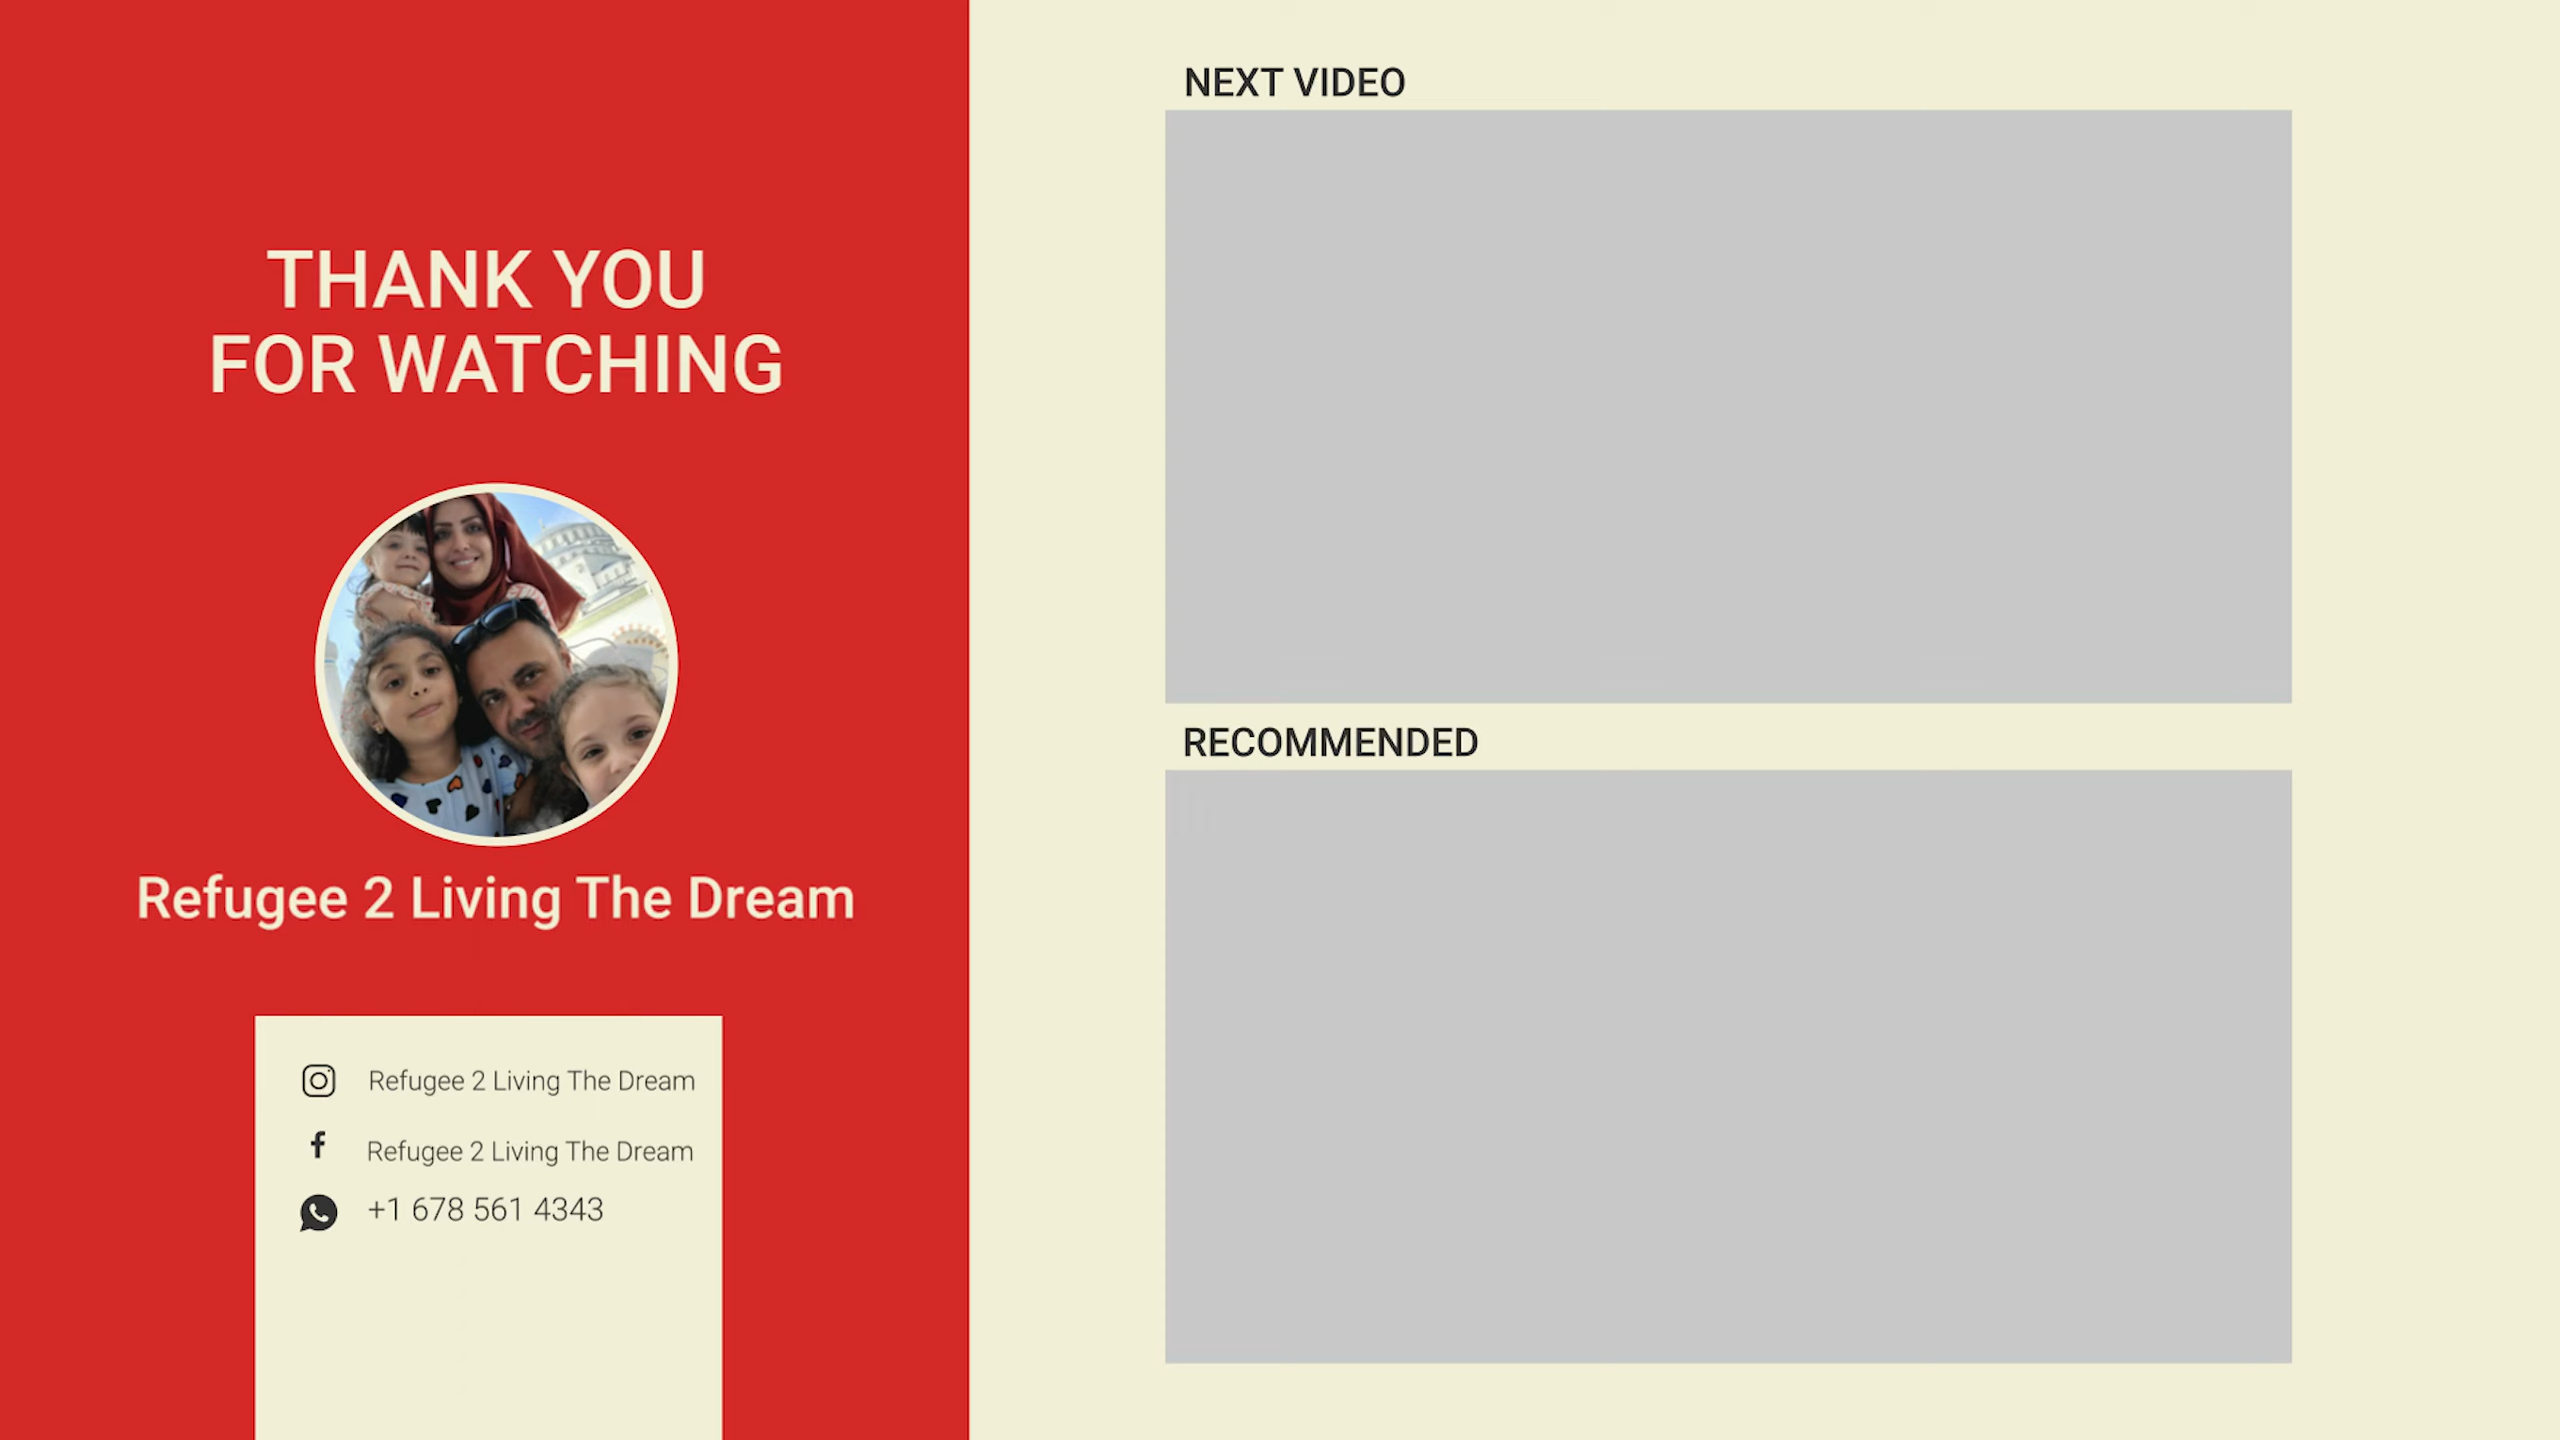 THANK YOU
FOR WATCHING
Refugee 2 Living The Dream
Refugee 2 Living The Dream
Refugee 2 Living The Dream
+1 678 561 4343
NEXT VIDEO
RECOMMENDED